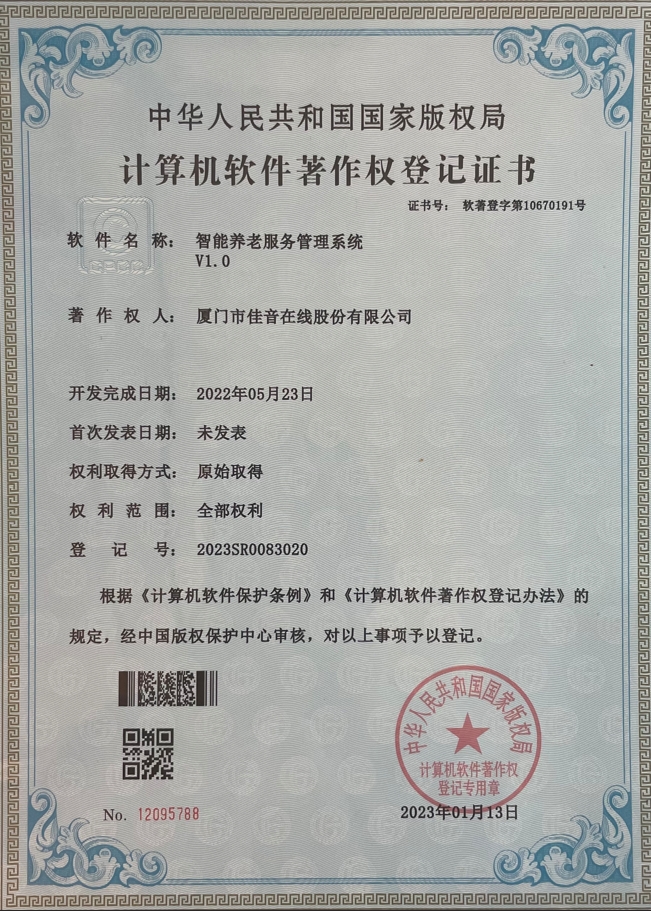 中华人民共和国国家版权局
计算机软件著作权登记证书
证书号: 软著登字第10670191号
CPCC
软件名称: 智能养老服务管理系统
V1.0
著作权人: 厦门市佳音在线股份有限公司
开发完成日期: 2022年05月23日
首次发表日期: 未发表
权利取得方式: 原始取得
权利范围: 全部权利
登记号: 2023SR0083020
根据《计算机软件保护条例》和《计算机软件著作权登记办法》的
规定，经中国版权保护中心审核，对以上事项予以登记。
中华人民共和国国家版权局
计算机软件著作权
登记专用章
No. 12095788
2023年01月13日